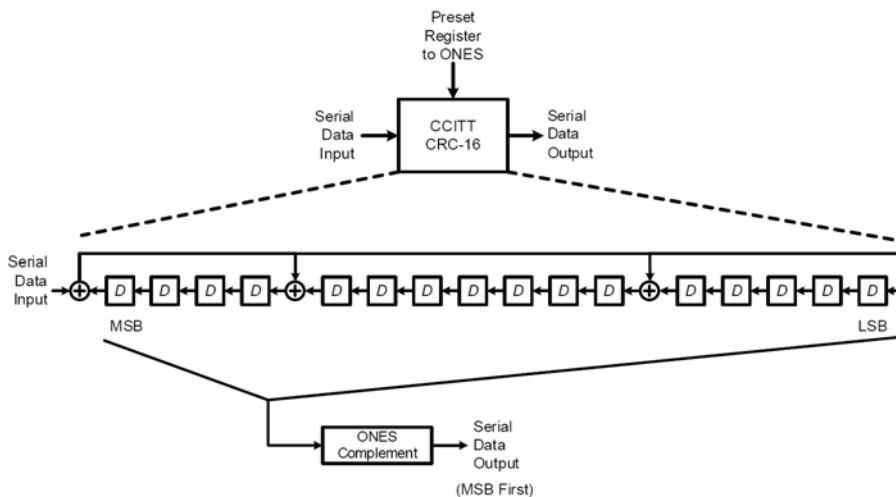 Preset
Register
to ONES
Serial
Data
Input
CCITT
CRC-16
Serial
Data
Output
Serial
Data
Input
+ D D D D + D D D D D D D + D D D D D
MSB
LSB
ONES
Complement
Serial
Data
Output
(MSB First)